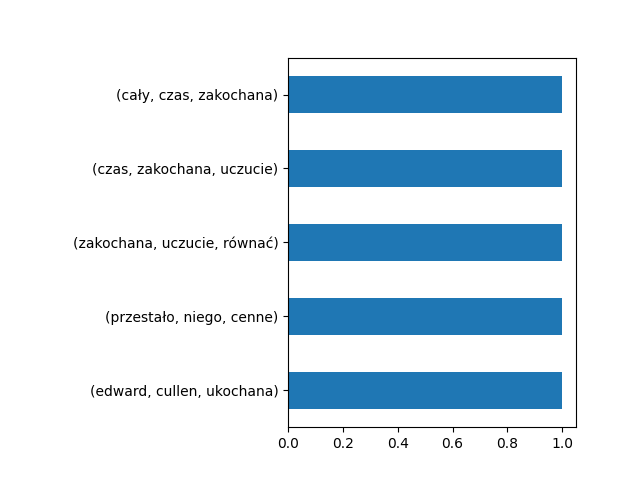 (cały, czas, zakochana)
(czas, zakochana, uczucie)
(zakochana, uczucie, równać)
(przestało, niego, cenne)
(edward, cullen, ukochana)
0.0 0.2 0.4 0.6 0.8 1.0